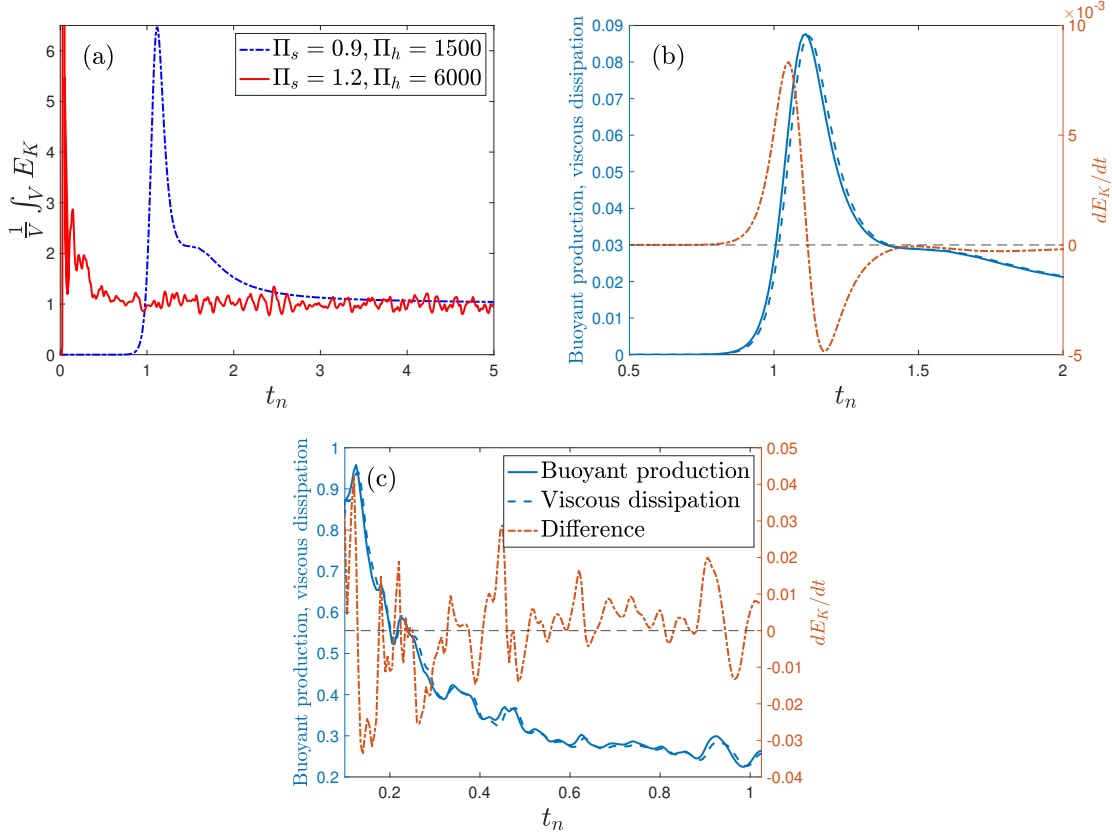 (a)
Π_s = 0.9, Π_h = 1500
Π_s = 1.2, Π_h = 6000
6
5
4
3
2
1
0
1/V ∫_V E_K
0 1 2 3 4 5
t_n
(b)
Buoyant production, viscous dissipation
0.09
0.08
0.07
0.06
0.05
0.04
0.03
0.02
0.01
0
×10⁻³
10
5
0
-5
dE_K/dt
0.5 1 1.5 2
t_n
(c)
Buoyant production
Viscous dissipation
Difference
Buoyant production, viscous dissipation
1
0.9
0.8
0.7
0.6
0.5
0.4
0.3
0.2
0.05
0.04
0.03
0.02
0.01
0
-0.01
-0.02
-0.03
-0.04
dE_K/dt
0.2 0.4 0.6 0.8 1
t_n